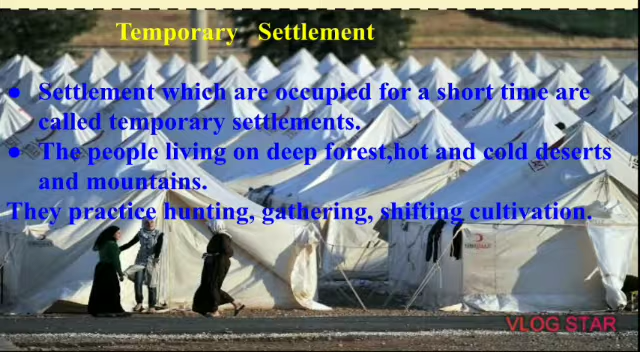 Temporary Settlement
● Settlement which are occupied for a short time are
called temporary settlements.
● The people living on deep forest,hot and cold deserts
and mountains.
They practice hunting, gathering, shifting cultivation.
VLOG STAR